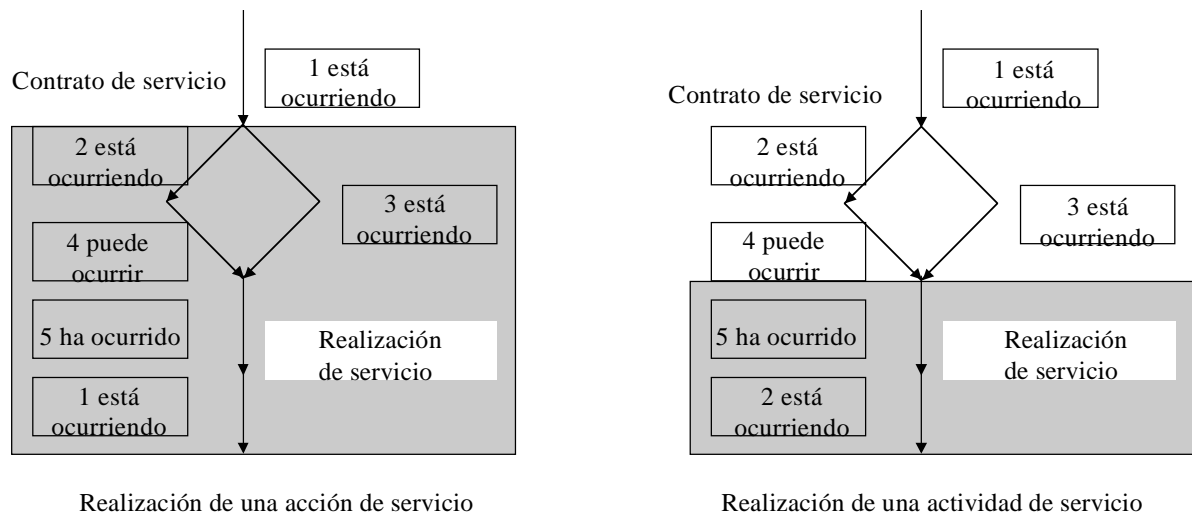 1 está
ocurriendo
Contrato de servicio
2 está
ocurriendo
3 está
ocurriendo
4 puede
ocurrir
5 ha ocurrido
Realización
de servicio
1 está
ocurriendo
Realización de una acción de servicio
1 está
ocurriendo
Contrato de servicio
2 está
ocurriendo
3 está
ocurriendo
4 puede
ocurrir
5 ha ocurrido
Realización
de servicio
2 está
ocurriendo
Realización de una actividad de servicio